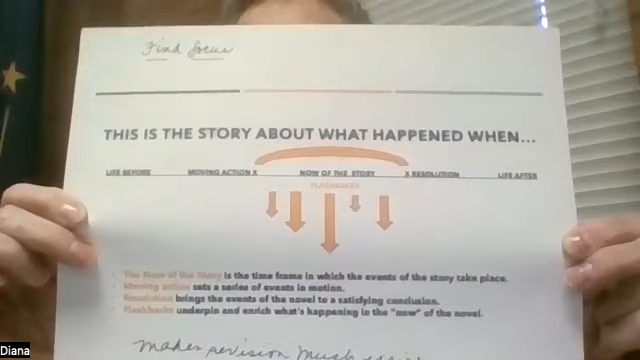 Find focus
THIS IS THE STORY ABOUT WHAT HAPPENED WHEN...
LIFE BEFORE MOVING ACTION X NOW OF THE STORY X RESOLUTION LIFE AFTER
FLASHBACKS
· The Now of the Story is the time frame in which the events of the story take place.
· Moving action sets a series of events in motion.
· Resolution brings the events of the novel to a satisfying conclusion.
· Flashbacks underpin and enrich what's happening in the "now" of the novel.
makes revision much
Diana